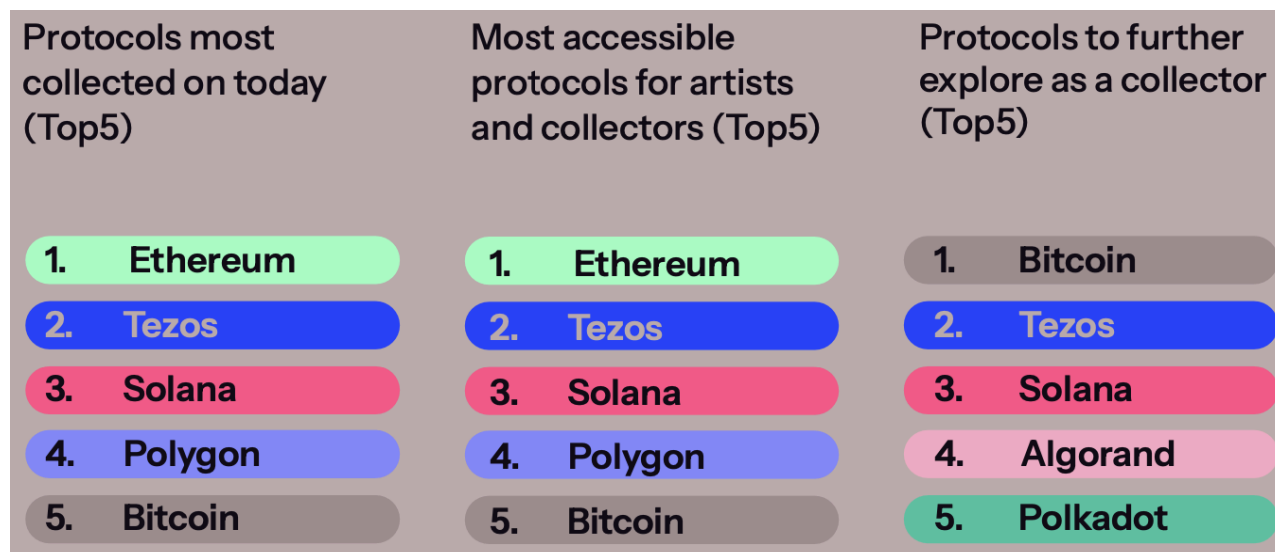 Protocols most
collected on today
(Top5)
1. Ethereum
2. Tezos
3. Solana
4. Polygon
5. Bitcoin
Most accessible
protocols for artists
and collectors (Top5)
1. Ethereum
2. Tezos
3. Solana
4. Polygon
5. Bitcoin
Protocols to further
explore as a collector
(Top5)
1. Bitcoin
2. Tezos
3. Solana
4. Algorand
5. Polkadot